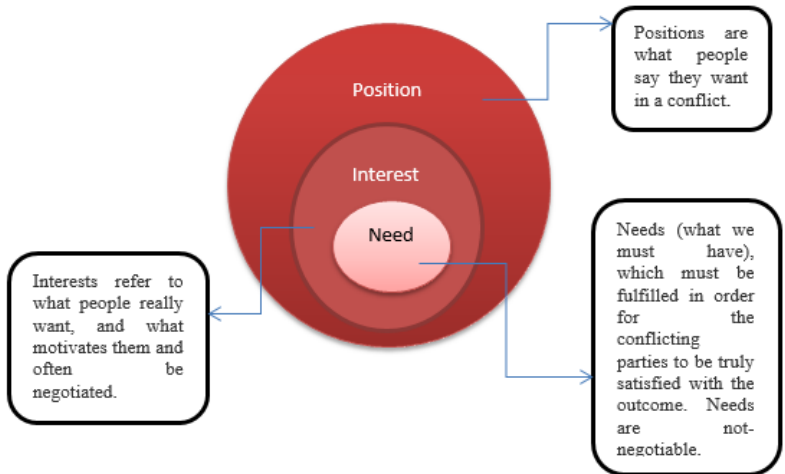 Position
Interest
Need
Positions are
what people
say they want
in a conflict.
Interests refer to
what people really
want, and what
motivates them and
often be
negotiated.
Needs (what we
must have),
which must be
fulfilled in order
for the
conflicting
parties to be truly
satisfied with the
outcome. Needs
are not-
negotiable.